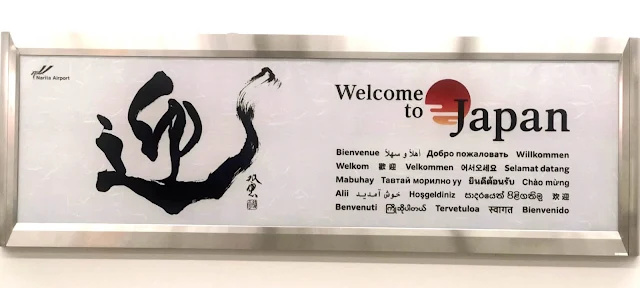 Narita Airport
迎
Welcome
to Japan
Bienvenue أهلاً و سهلاً Добро пожаловать Willkommen
Welkom 歡迎 Velkommen 어서오세요 Selamat datang
Mabuhay Тавтай морилно уу ยินดีต้อนรับ Chào mừng
Alii خوش آمدید Hoşgeldiniz සාදරයෙන් පිළිගනිමු 欢迎
Benvenuti ကြိုဆိုပါတယ် Tervetuloa स्वागत Bienvenido